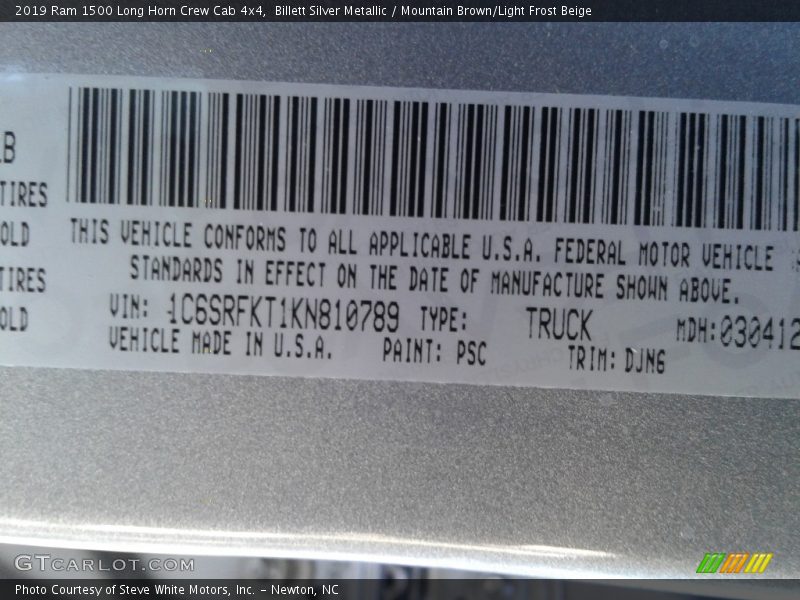 2019 Ram 1500 Long Horn Crew Cab 4x4, Billett Silver Metallic / Mountain Brown/Light Frost Beige
LB
TIRES
OLD
TIRES
OLD
THIS VEHICLE CONFORMS TO ALL APPLICABLE U.S.A. FEDERAL MOTOR VEHICLE S
STANDARDS IN EFFECT ON THE DATE OF MANUFACTURE SHOWN ABOVE.
VIN: 1C6SRFKT1KN810789 TYPE: TRUCK MDH:030412
VEHICLE MADE IN U.S.A. PAINT: PSC TRIM: DJN6
GTCARLOT.COM
Photo Courtesy of Steve White Motors, Inc. – Newton, NC